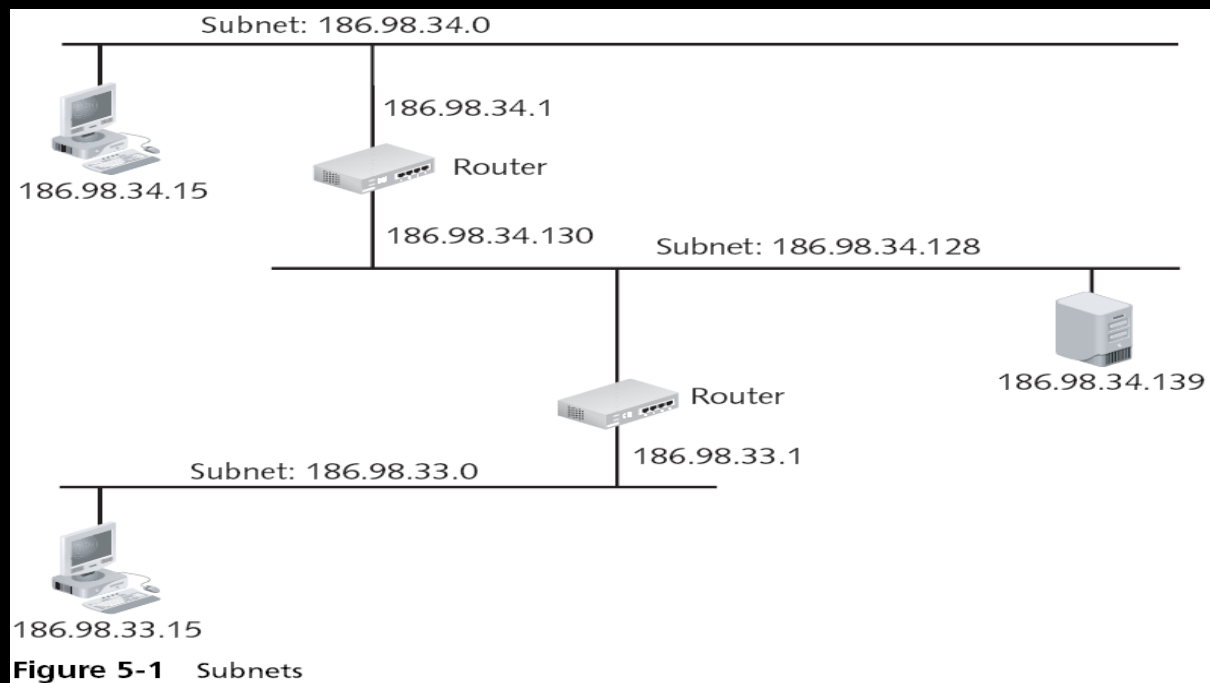 Subnet: 186.98.34.0
186.98.34.1
Router
186.98.34.15
186.98.34.130
Subnet: 186.98.34.128
186.98.34.139
Router
186.98.33.1
Subnet: 186.98.33.0
186.98.33.15
Figure 5-1 Subnets